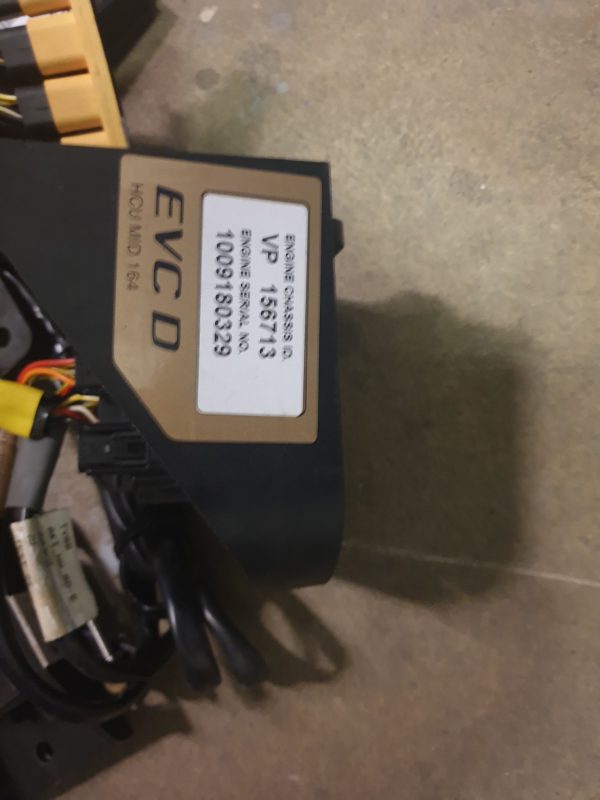 EVC D
HCU MID 164
ENGINE CHASSIS ID.
VP 156713
ENGINE SERIAL NO.
1009180329